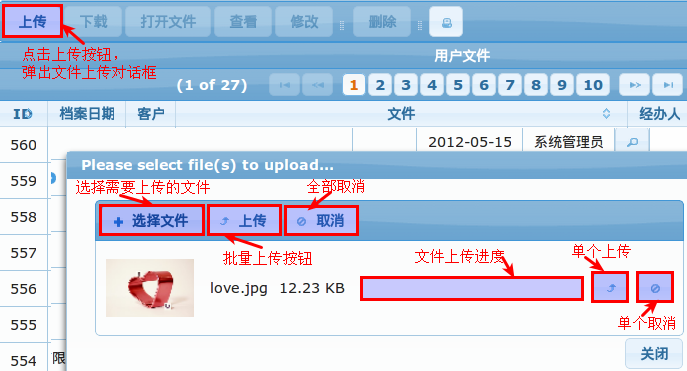 上传 下载 打开文件 查看 修改 删除
点击上传按钮，
弹出文件上传对话框
用户文件
(1 of 27) 1 2 3 4 5 6 7 8 9 10
ID 档案日期 客户 文件 经办人
560 2012-05-15 系统管理员
Please select file(s) to upload...
559
选择需要上传的文件 全部取消
558 选择文件 上传 取消
557 批量上传按钮 文件上传进度 单个上传
556 love.jpg 12.23 KB
555 单个取消
554 限 关闭